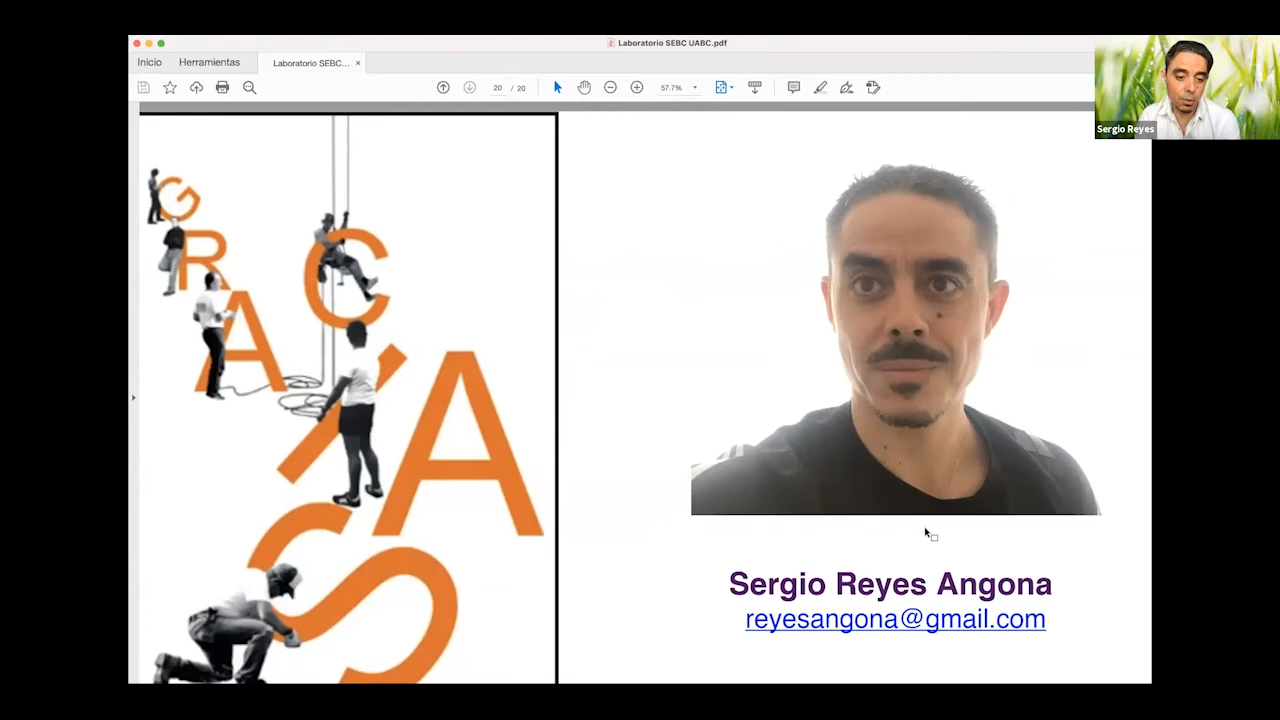 Laboratorio SEBC UABC.pdf
Inicio
Herramientas
Laboratorio SEBC...
20 / 20
57.7%
Sergio Reyes
GRACIAS
Sergio Reyes Angona
reyesangona@gmail.com